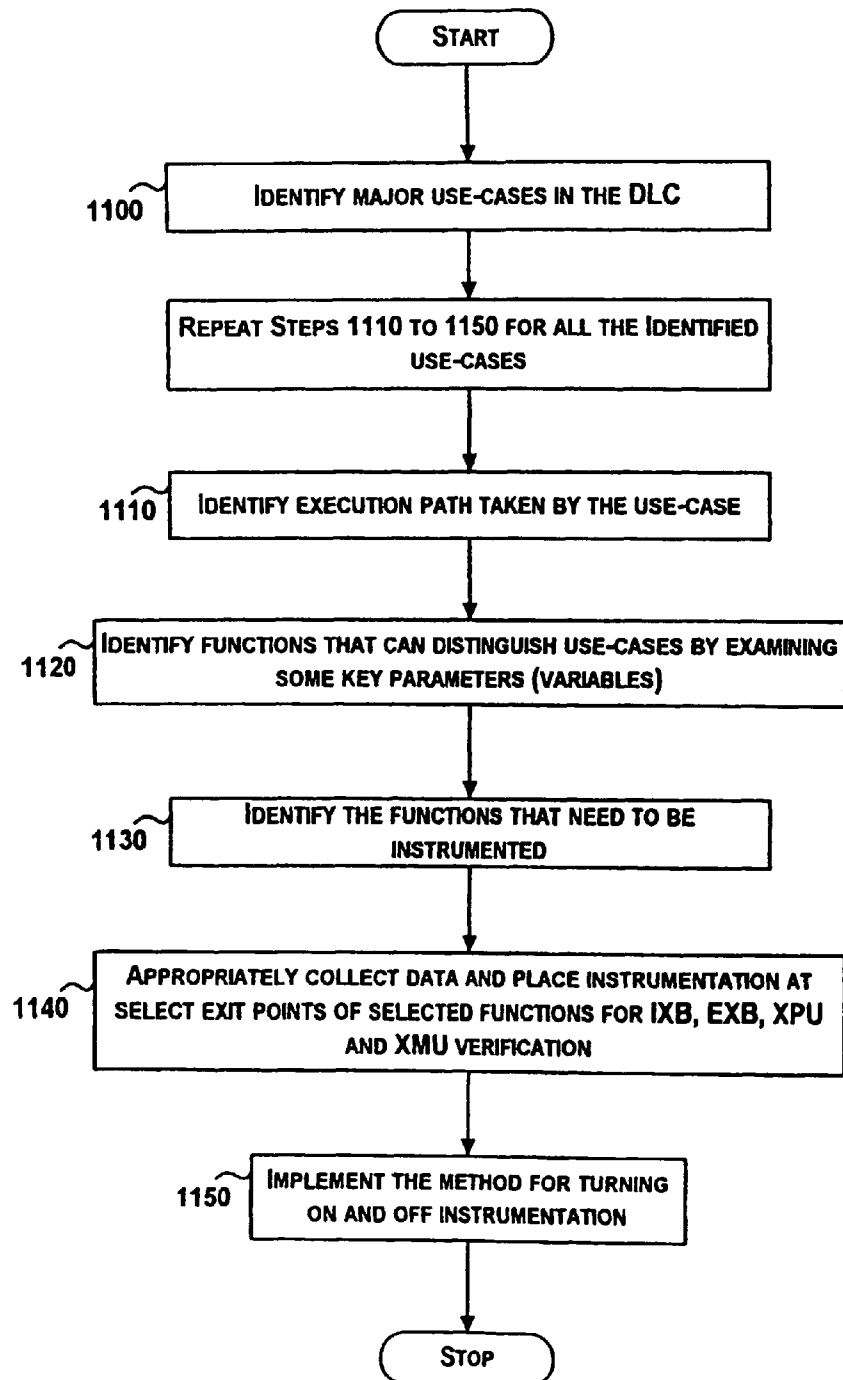 START
1100
IDENTIFY MAJOR USE-CASES IN THE DLC
REPEAT STEPS 1110 TO 1150 FOR ALL THE IDENTIFIED
USE-CASES
1110
IDENTIFY EXECUTION PATH TAKEN BY THE USE-CASE
1120
IDENTIFY FUNCTIONS THAT CAN DISTINGUISH USE-CASES BY EXAMINING
SOME KEY PARAMETERS (VARIABLES)
1130
IDENTIFY THE FUNCTIONS THAT NEED TO BE
INSTRUMENTED
1140
APPROPRIATELY COLLECT DATA AND PLACE INSTRUMENTATION AT
SELECT EXIT POINTS OF SELECTED FUNCTIONS FOR IXB, EXB, XPU
AND XMU VERIFICATION
1150
IMPLEMENT THE METHOD FOR TURNING
ON AND OFF INSTRUMENTATION
STOP